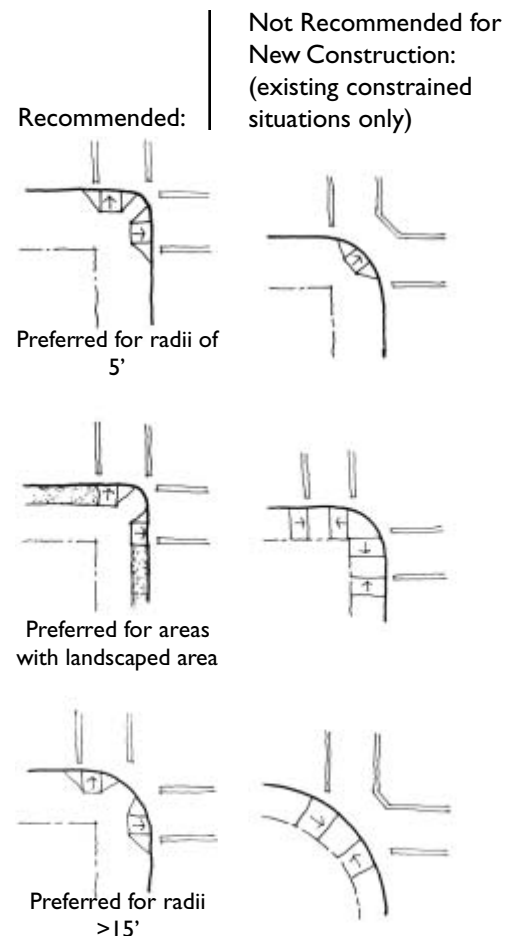 Recommended:
Preferred for radii of
5’
Preferred for areas
with landscaped area
Preferred for radii
>15’
Not Recommended for
New Construction:
(existing constrained
situations only)